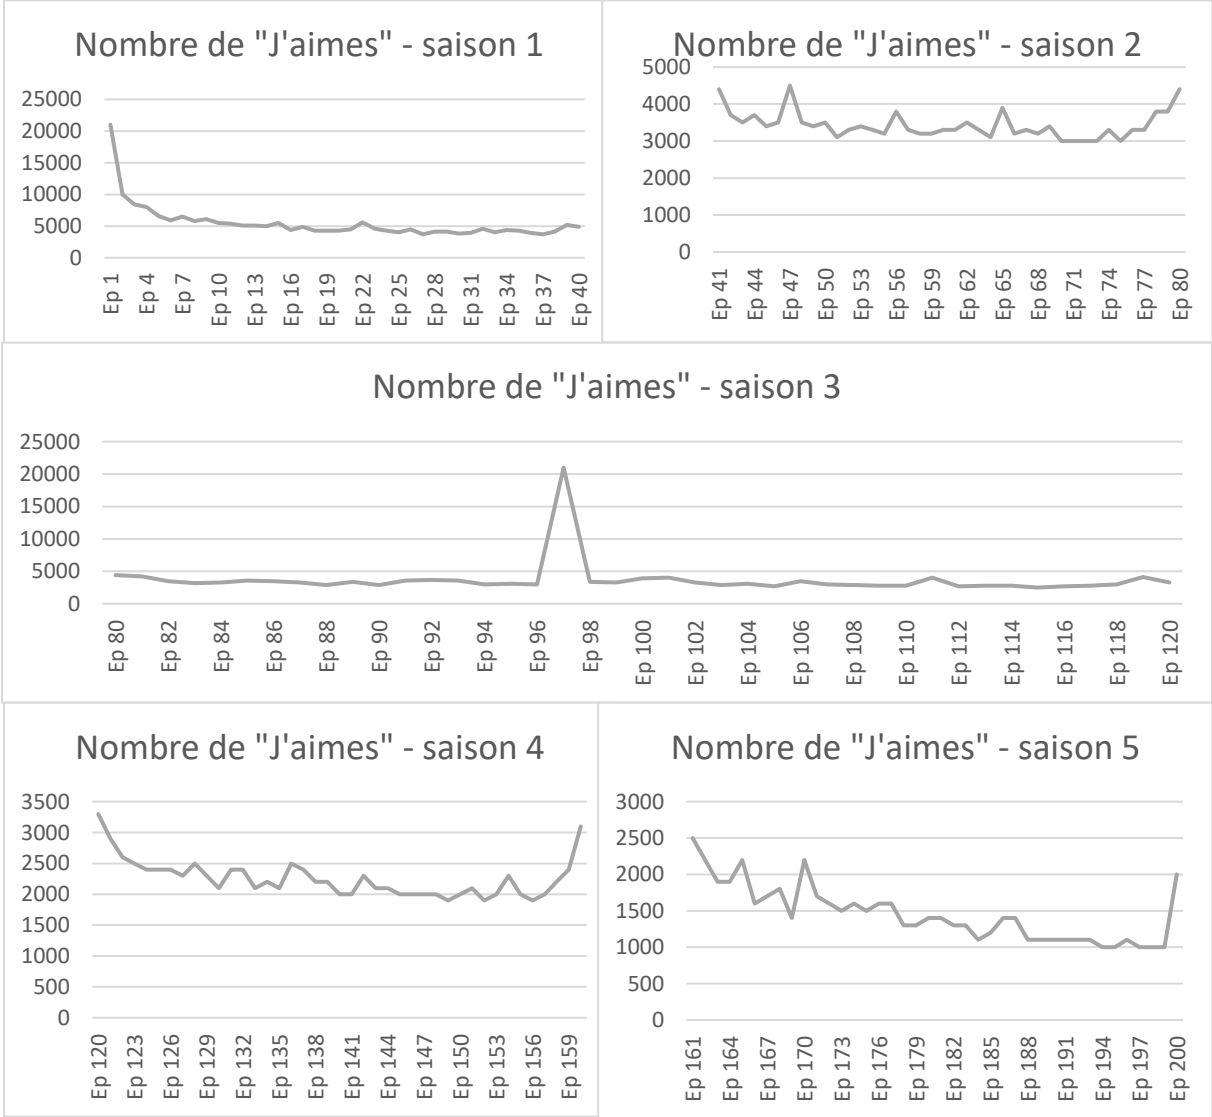 Nombre de "J'aimes" - saison 1
25000
20000
15000
10000
5000
0
Ep 1
Ep 4
Ep 7
Ep 10
Ep 13
Ep 16
Ep 19
Ep 22
Ep 25
Ep 28
Ep 31
Ep 34
Ep 37
Ep 40
Nombre de "J'aimes" - saison 2
5000
4000
3000
2000
1000
0
Ep 41
Ep 44
Ep 47
Ep 50
Ep 53
Ep 56
Ep 59
Ep 62
Ep 65
Ep 68
Ep 71
Ep 74
Ep 77
Ep 80
Nombre de "J'aimes" - saison 3
25000
20000
15000
10000
5000
0
Ep 80
Ep 82
Ep 84
Ep 86
Ep 88
Ep 90
Ep 92
Ep 94
Ep 96
Ep 98
Ep 100
Ep 102
Ep 104
Ep 106
Ep 108
Ep 110
Ep 112
Ep 114
Ep 116
Ep 118
Ep 120
Nombre de "J'aimes" - saison 4
3500
3000
2500
2000
1500
1000
500
0
Ep 120
Ep 123
Ep 126
Ep 129
Ep 132
Ep 135
Ep 138
Ep 141
Ep 144
Ep 147
Ep 150
Ep 153
Ep 156
Ep 159
Nombre de "J'aimes" - saison 5
3000
2500
2000
1500
1000
500
0
Ep 161
Ep 164
Ep 167
Ep 170
Ep 173
Ep 176
Ep 179
Ep 182
Ep 185
Ep 188
Ep 191
Ep 194
Ep 197
Ep 200